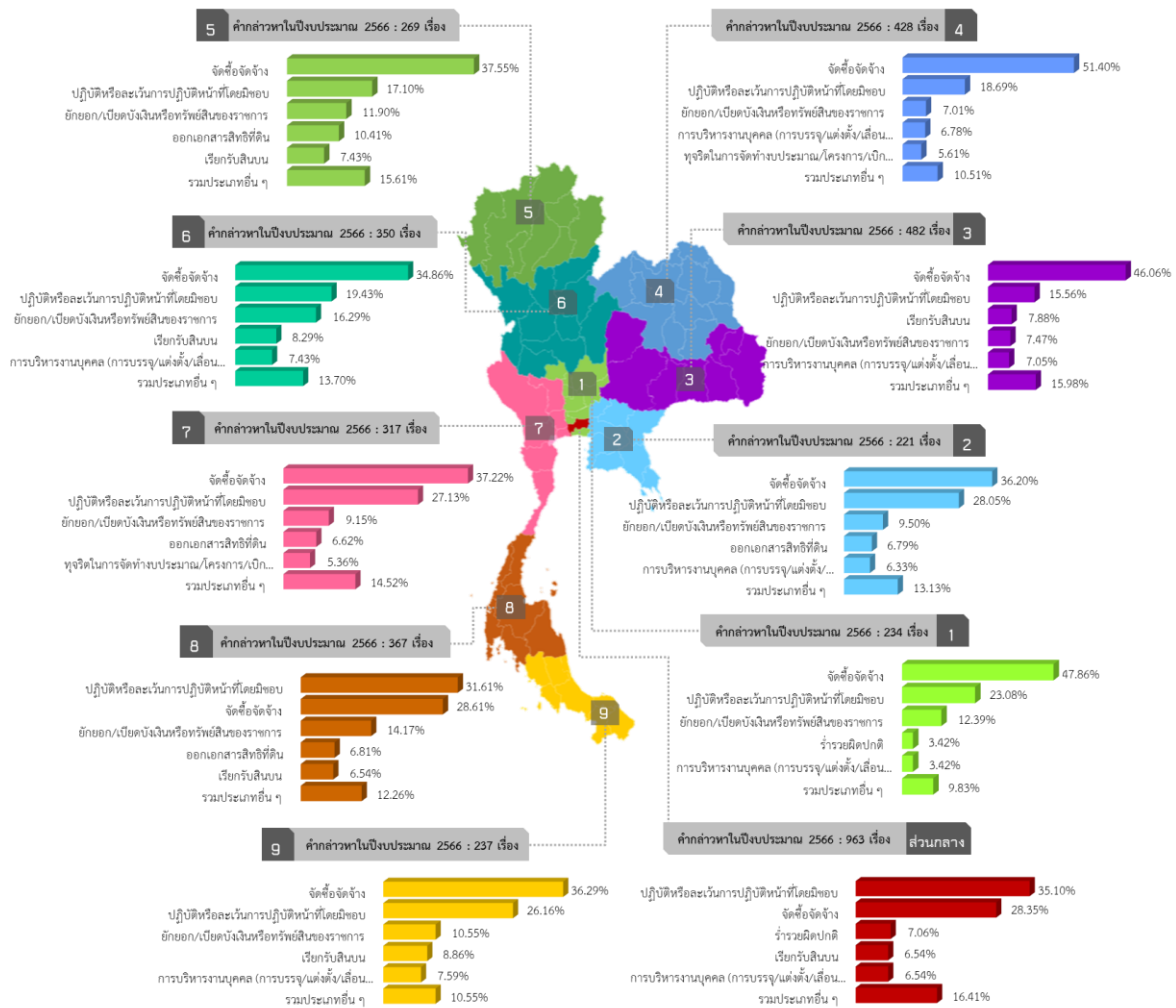 5 คำกล่าวหาในปีงบประมาณ 2566 : 269 เรื่อง
จัดซื้อจัดจ้าง 37.55%
ปฏิบัติหรือละเว้นการปฏิบัติหน้าที่โดยมิชอบ 17.10%
ยักยอก/เบียดบังเงินหรือทรัพย์สินของราชการ 11.90%
ออกเอกสารสิทธิที่ดิน 10.41%
เรียกรับสินบน 7.43%
รวมประเภทอื่น ๆ 15.61%
คำกล่าวหาในปีงบประมาณ 2566 : 428 เรื่อง 4
จัดซื้อจัดจ้าง 51.40%
ปฏิบัติหรือละเว้นการปฏิบัติหน้าที่โดยมิชอบ 18.69%
ยักยอก/เบียดบังเงินหรือทรัพย์สินของราชการ 7.01%
การบริหารงานบุคคล (การบรรจุ/แต่งตั้ง/เลื่อน... 6.78%
ทุจริตในการจัดทำงบประมาณ/โครงการ/เบิก... 5.61%
รวมประเภทอื่น ๆ 10.51%
6 คำกล่าวหาในปีงบประมาณ 2566 : 350 เรื่อง
จัดซื้อจัดจ้าง 34.86%
ปฏิบัติหรือละเว้นการปฏิบัติหน้าที่โดยมิชอบ 19.43%
ยักยอก/เบียดบังเงินหรือทรัพย์สินของราชการ 16.29%
เรียกรับสินบน 8.29%
การบริหารงานบุคคล (การบรรจุ/แต่งตั้ง/เลื่อน... 7.43%
รวมประเภทอื่น ๆ 13.70%
คำกล่าวหาในปีงบประมาณ 2566 : 482 เรื่อง 3
จัดซื้อจัดจ้าง 46.06%
ปฏิบัติหรือละเว้นการปฏิบัติหน้าที่โดยมิชอบ 15.56%
เรียกรับสินบน 7.88%
ยักยอก/เบียดบังเงินหรือทรัพย์สินของราชการ 7.47%
การบริหารงานบุคคล (การบรรจุ/แต่งตั้ง/เลื่อน... 7.05%
รวมประเภทอื่น ๆ 15.98%
5
4
6
3
1
7
2
8
9
7 คำกล่าวหาในปีงบประมาณ 2566 : 317 เรื่อง
จัดซื้อจัดจ้าง 37.22%
ปฏิบัติหรือละเว้นการปฏิบัติหน้าที่โดยมิชอบ 27.13%
ยักยอก/เบียดบังเงินหรือทรัพย์สินของราชการ 9.15%
ออกเอกสารสิทธิที่ดิน 6.62%
ทุจริตในการจัดทำงบประมาณ/โครงการ/เบิก... 5.36%
รวมประเภทอื่น ๆ 14.52%
คำกล่าวหาในปีงบประมาณ 2566 : 221 เรื่อง 2
จัดซื้อจัดจ้าง 36.20%
ปฏิบัติหรือละเว้นการปฏิบัติหน้าที่โดยมิชอบ 28.05%
ยักยอก/เบียดบังเงินหรือทรัพย์สินของราชการ 9.50%
ออกเอกสารสิทธิที่ดิน 6.79%
การบริหารงานบุคคล (การบรรจุ/แต่งตั้ง/... 6.33%
รวมประเภทอื่น ๆ 13.13%
8 คำกล่าวหาในปีงบประมาณ 2566 : 367 เรื่อง
ปฏิบัติหรือละเว้นการปฏิบัติหน้าที่โดยมิชอบ 31.61%
จัดซื้อจัดจ้าง 28.61%
ยักยอก/เบียดบังเงินหรือทรัพย์สินของราชการ 14.17%
ออกเอกสารสิทธิที่ดิน 6.81%
เรียกรับสินบน 6.54%
รวมประเภทอื่น ๆ 12.26%
คำกล่าวหาในปีงบประมาณ 2566 : 234 เรื่อง 1
จัดซื้อจัดจ้าง 47.86%
ปฏิบัติหรือละเว้นการปฏิบัติหน้าที่โดยมิชอบ 23.08%
ยักยอก/เบียดบังเงินหรือทรัพย์สินของราชการ 12.39%
ร่ำรวยผิดปกติ 3.42%
การบริหารงานบุคคล (การบรรจุ/แต่งตั้ง/เลื่อน... 3.42%
รวมประเภทอื่น ๆ 9.83%
9 คำกล่าวหาในปีงบประมาณ 2566 : 237 เรื่อง
จัดซื้อจัดจ้าง 36.29%
ปฏิบัติหรือละเว้นการปฏิบัติหน้าที่โดยมิชอบ 26.16%
ยักยอก/เบียดบังเงินหรือทรัพย์สินของราชการ 10.55%
เรียกรับสินบน 8.86%
การบริหารงานบุคคล (การบรรจุ/แต่งตั้ง/เลื่อน... 7.59%
รวมประเภทอื่น ๆ 10.55%
คำกล่าวหาในปีงบประมาณ 2566 : 963 เรื่อง ส่วนกลาง
ปฏิบัติหรือละเว้นการปฏิบัติหน้าที่โดยมิชอบ 35.10%
จัดซื้อจัดจ้าง 28.35%
ร่ำรวยผิดปกติ 7.06%
เรียกรับสินบน 6.54%
การบริหารงานบุคคล (การบรรจุ/แต่งตั้ง/เลื่อน... 6.54%
รวมประเภทอื่น ๆ 16.41%